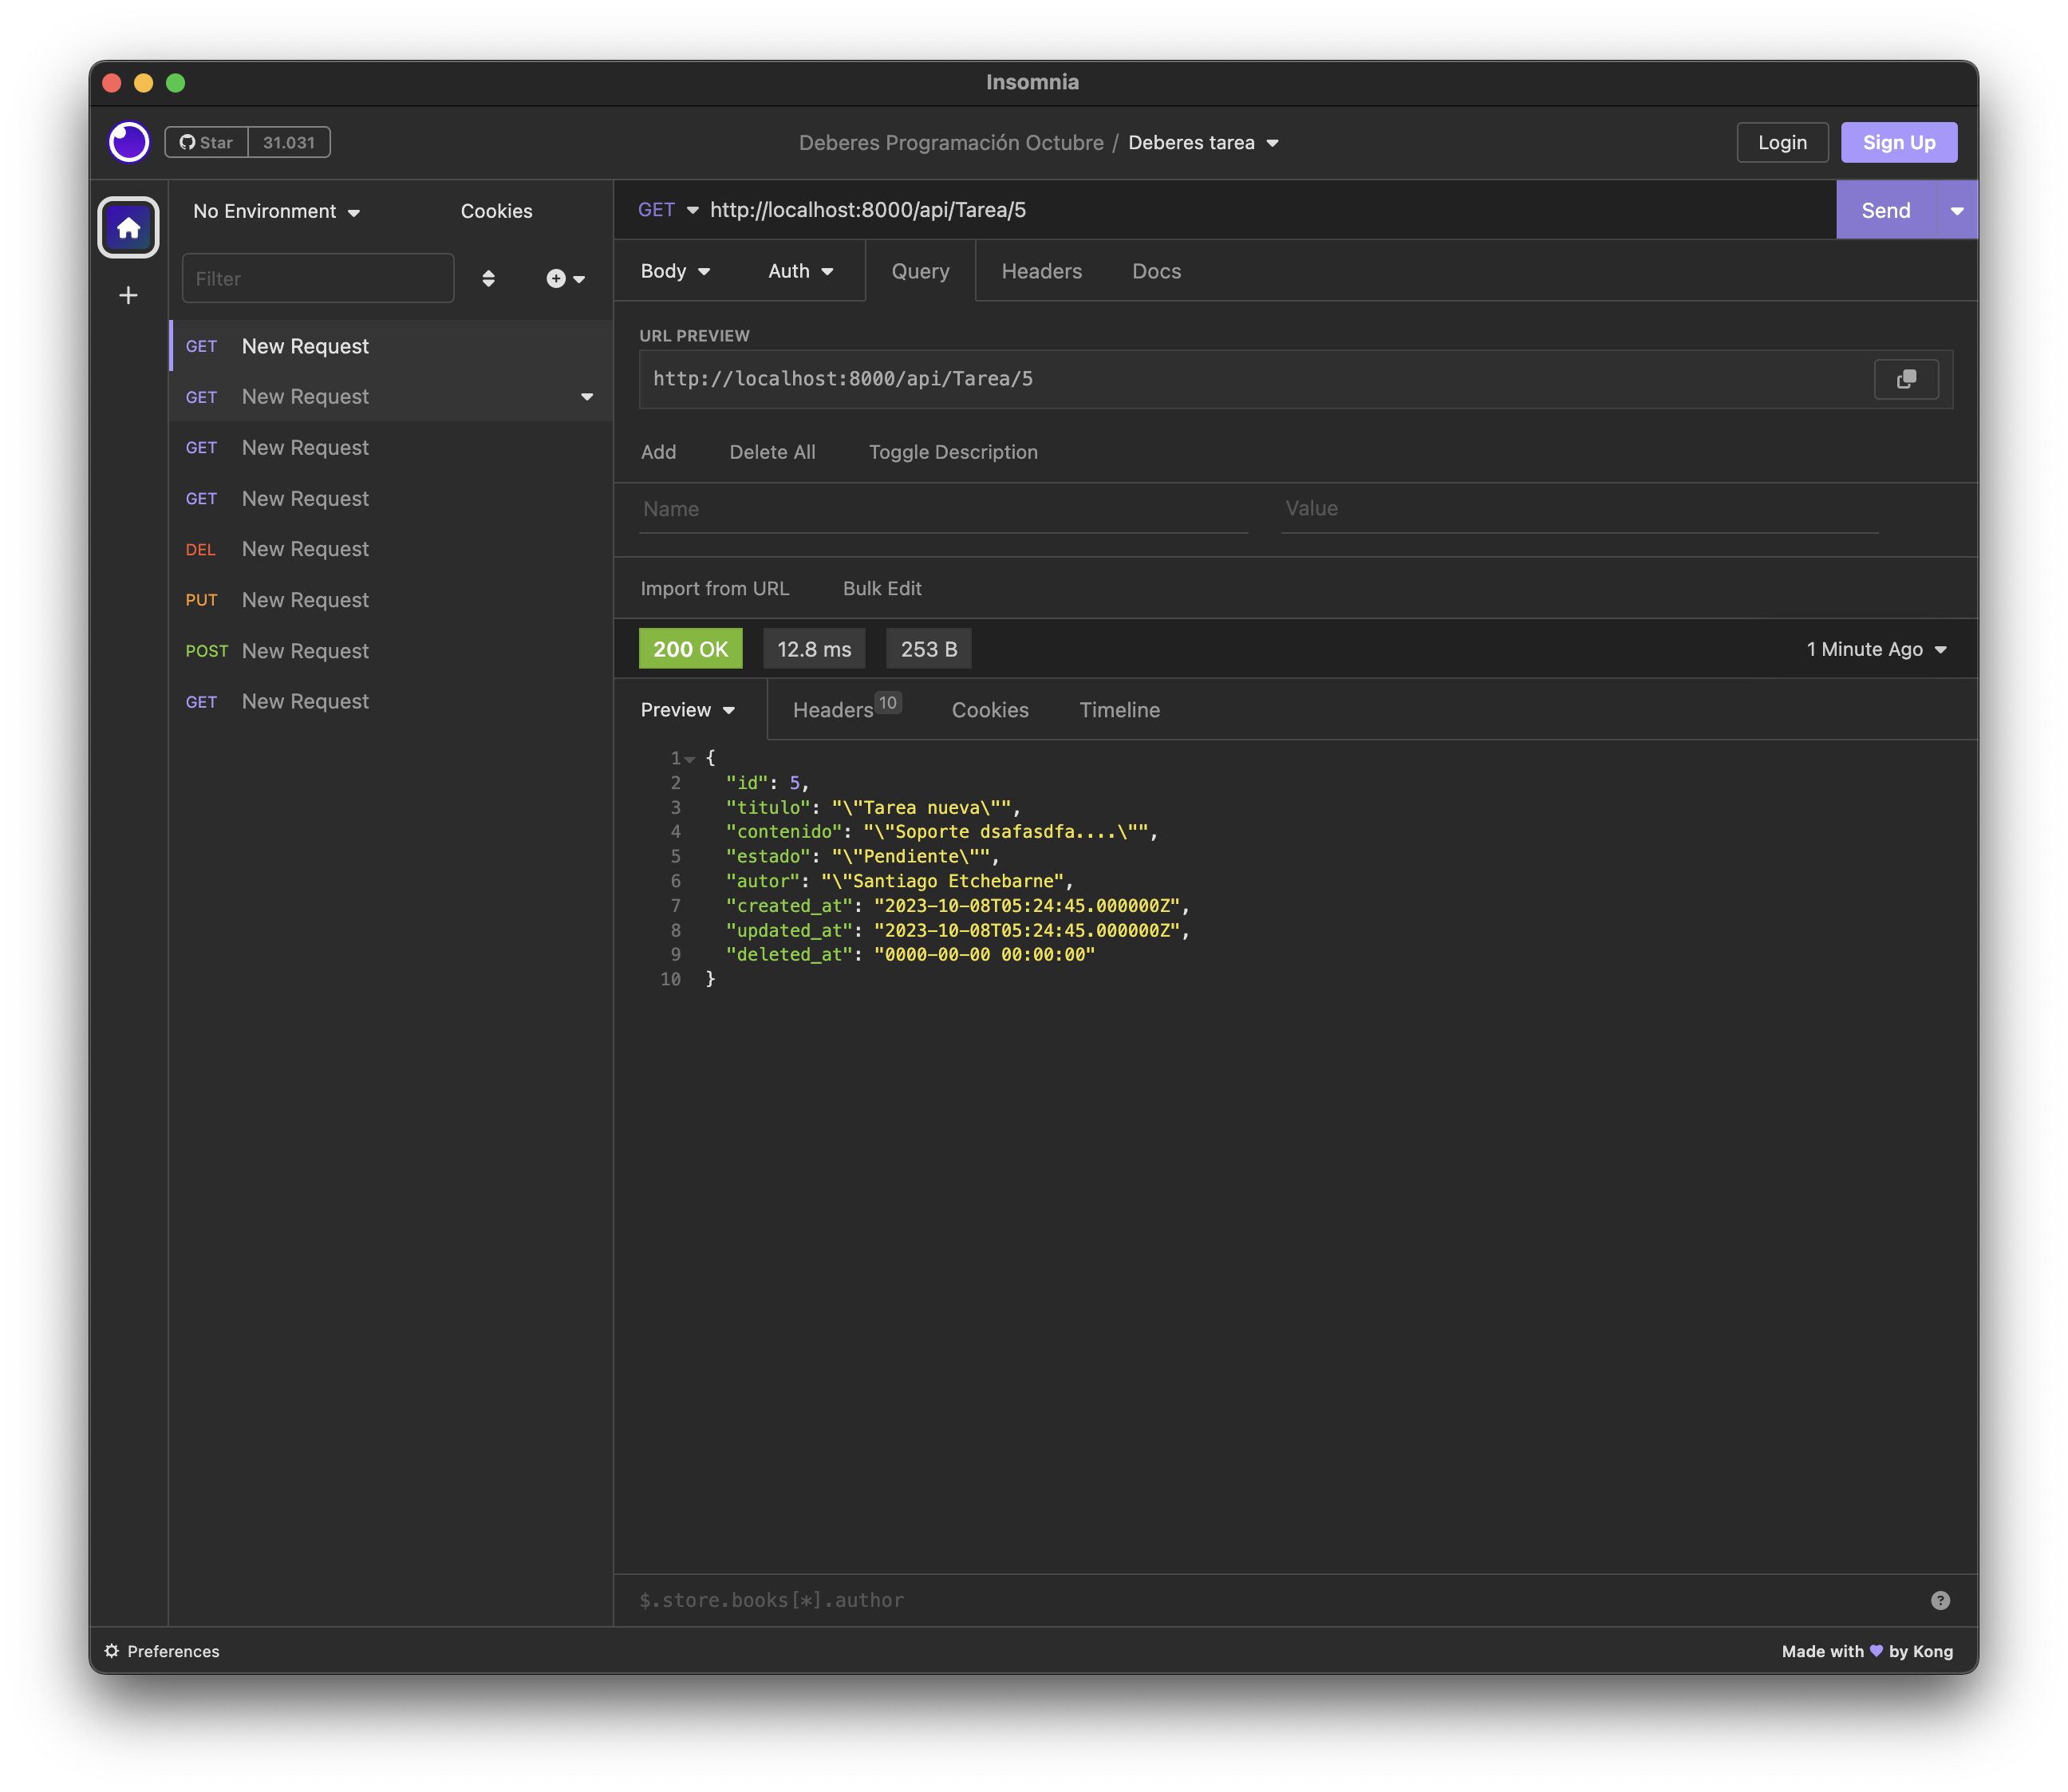 Insomnia
Star 31.031
Deberes Programación Octubre / Deberes tarea
Login
Sign Up
No Environment
Cookies
Filter
GET New Request
GET New Request
GET New Request
GET New Request
DEL New Request
PUT New Request
POST New Request
GET New Request
GET http://localhost:8000/api/Tarea/5
Send
Body Auth Query Headers Docs
URL PREVIEW
http://localhost:8000/api/Tarea/5
Add Delete All Toggle Description
Name Value
Import from URL Bulk Edit
200 OK 12.8 ms 253 B 1 Minute Ago
Preview Headers 10 Cookies Timeline
1 {
2 "id": 5,
3 "titulo": "\"Tarea nueva\"",
4 "contenido": "\"Soporte dsafasdfa....\"",
5 "estado": "\"Pendiente\"",
6 "autor": "\"Santiago Etchebarne",
7 "created_at": "2023-10-08T05:24:45.000000Z",
8 "updated_at": "2023-10-08T05:24:45.000000Z",
9 "deleted_at": "0000-00-00 00:00:00"
10 }
$.store.books[*].author
?
Preferences
Made with 💜 by Kong